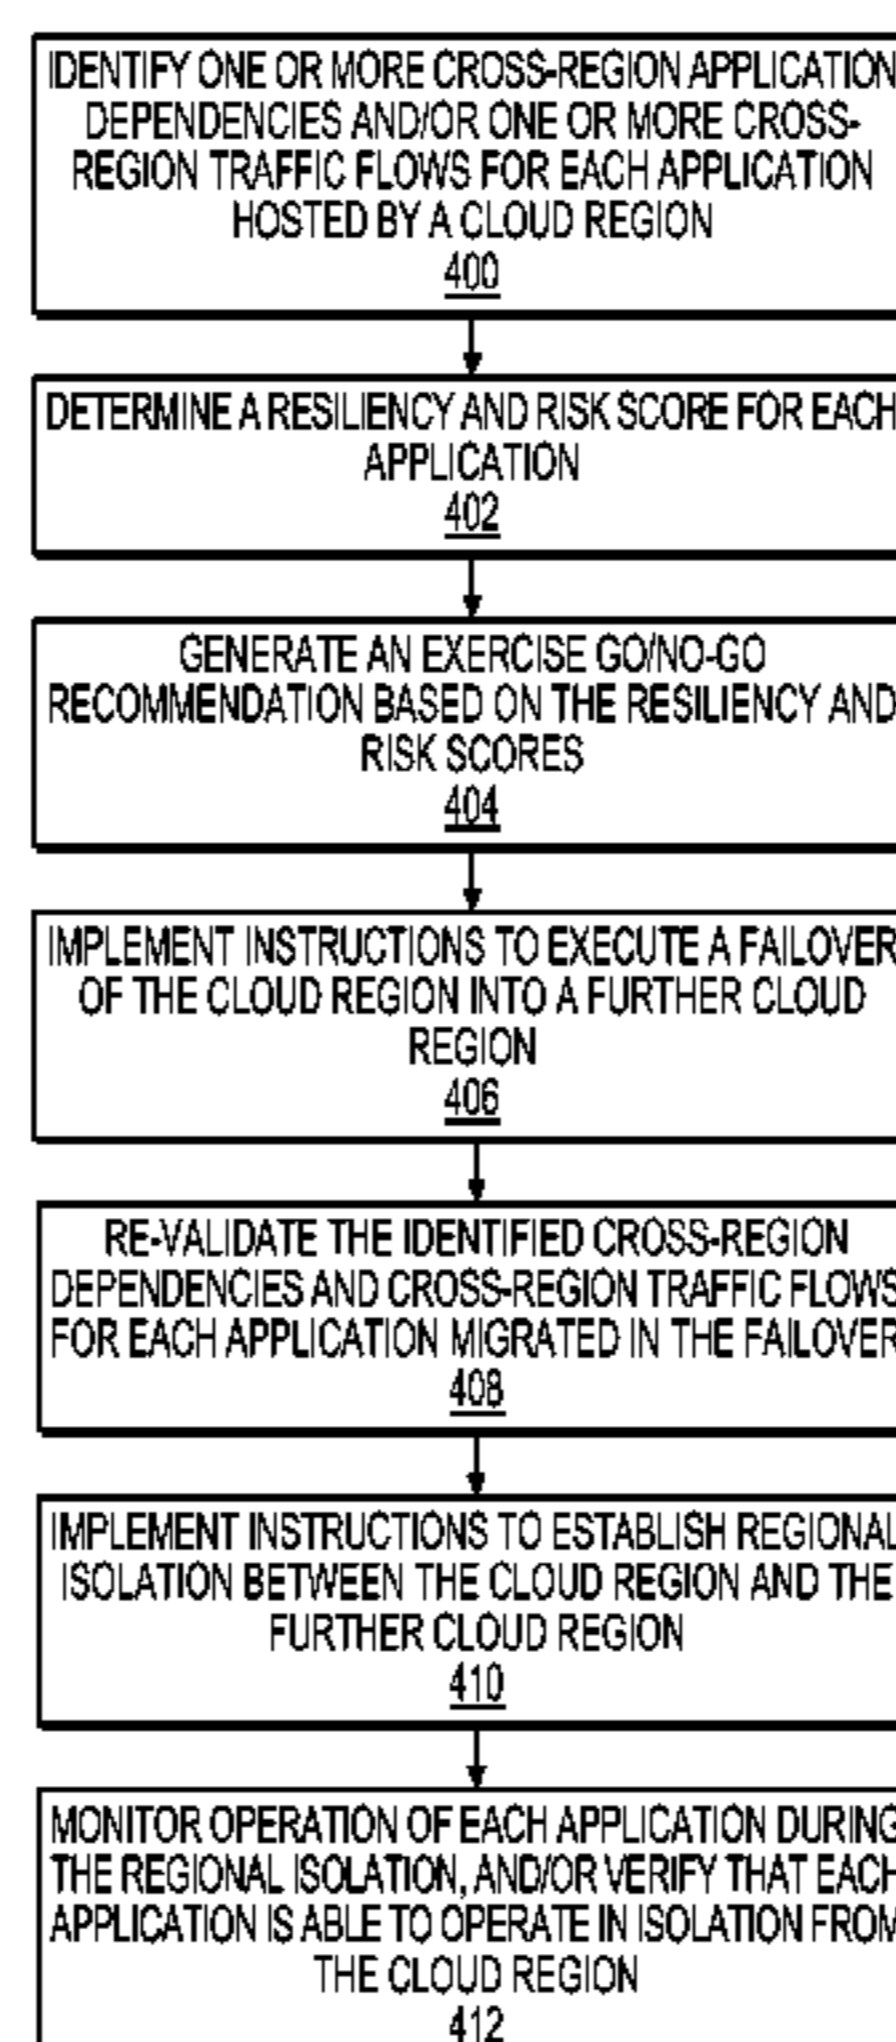 IDENTIFY ONE OR MORE CROSS-REGION APPLICATION
DEPENDENCIES AND/OR ONE OR MORE CROSS-
REGION TRAFFIC FLOWS FOR EACH APPLICATION
HOSTED BY A CLOUD REGION
400
DETERMINE A RESILIENCY AND RISK SCORE FOR EACH
APPLICATION
402
GENERATE AN EXERCISE GO/NO-GO
RECOMMENDATION BASED ON THE RESILIENCY AND
RISK SCORES
404
IMPLEMENT INSTRUCTIONS TO EXECUTE A FAILOVER
OF THE CLOUD REGION INTO A FURTHER CLOUD
REGION
406
RE-VALIDATE THE IDENTIFIED CROSS-REGION
DEPENDENCIES AND CROSS-REGION TRAFFIC FLOWS
FOR EACH APPLICATION MIGRATED IN THE FAILOVER
408
IMPLEMENT INSTRUCTIONS TO ESTABLISH REGIONAL
ISOLATION BETWEEN THE CLOUD REGION AND THE
FURTHER CLOUD REGION
410
MONITOR OPERATION OF EACH APPLICATION DURING
THE REGIONAL ISOLATION, AND/OR VERIFY THAT EACH
APPLICATION IS ABLE TO OPERATE IN ISOLATION FROM
THE CLOUD REGION
412